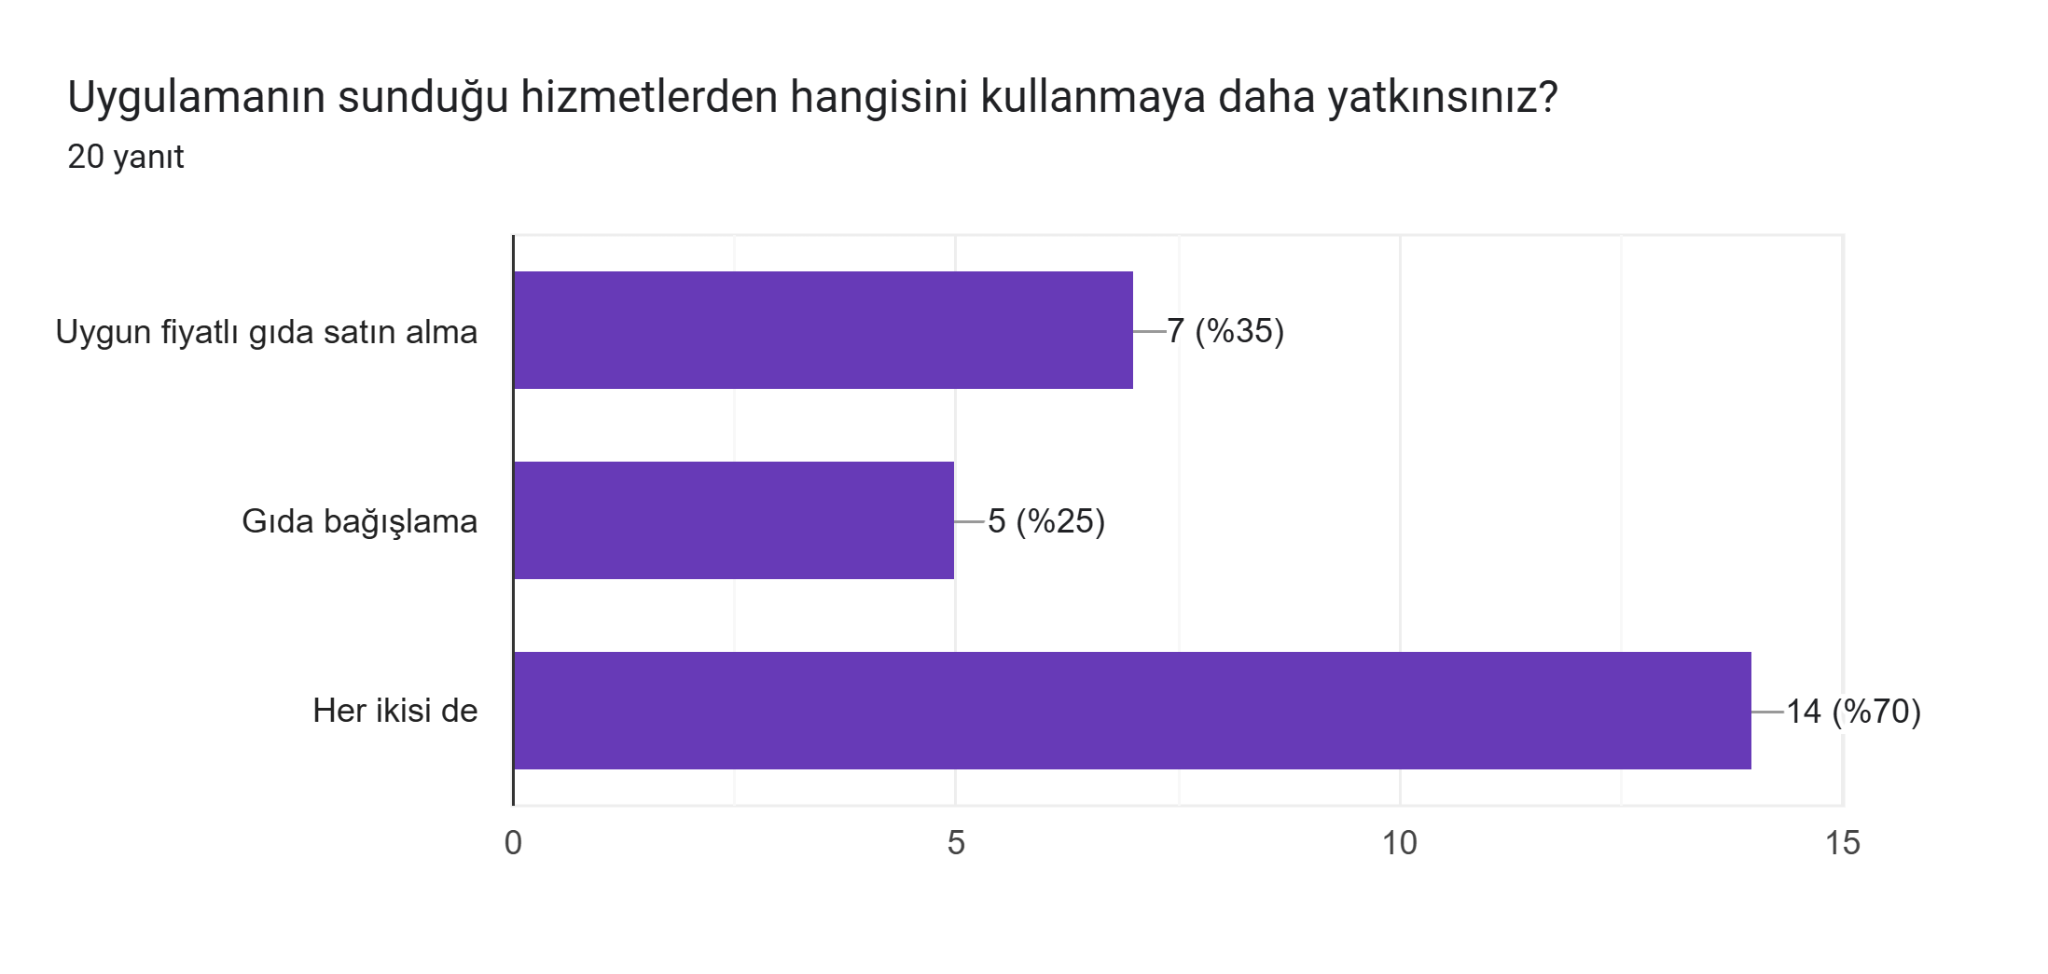 Uygulamanın sunduğu hizmetlerden hangisini kullanmaya daha yatkınsınız?
20 yanıt
Uygun fiyatlı gıda satın alma
7 (%35)
Gıda bağışlama
5 (%25)
Her ikisi de
14 (%70)
0 5 10 15